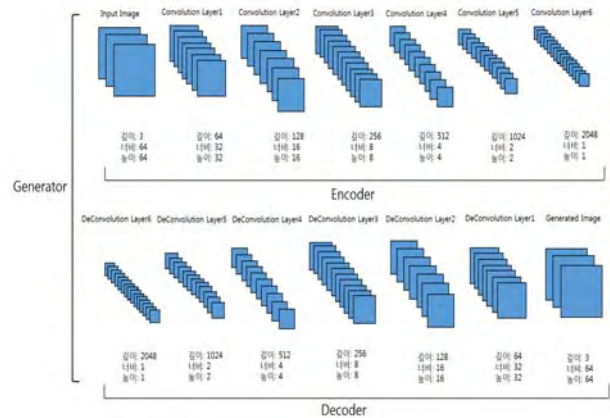 Input Image Convolution Layer1 Convolution Layer2 Convolution Layer3 Convolution Layer4 Convolution Layer5 Convolution Layer6
깊이: 3 깊이: 64 깊이: 128 깊이: 256 깊이: 512 깊이: 1024 깊이: 2048
너비: 64 너비: 32 너비: 16 너비: 8 너비: 4 너비: 2 너비: 1
높이: 64 높이: 32 높이: 16 높이: 8 높이: 4 높이: 2 높이: 1
Generator
Encoder
DeConvolution Layer6 DeConvolution Layer5 DeConvolution Layer4 DeConvolution Layer3 DeConvolution Layer2 DeConvolution Layer1 Generated Image
깊이: 2048 깊이: 1024 깊이: 512 깊이: 256 깊이: 128 깊이: 64 깊이: 3
너비: 1 너비: 2 너비: 4 너비: 8 너비: 16 너비: 32 너비: 64
높이: 1 높이: 2 높이: 4 높이: 8 높이: 16 높이: 32 높이: 64
Decoder